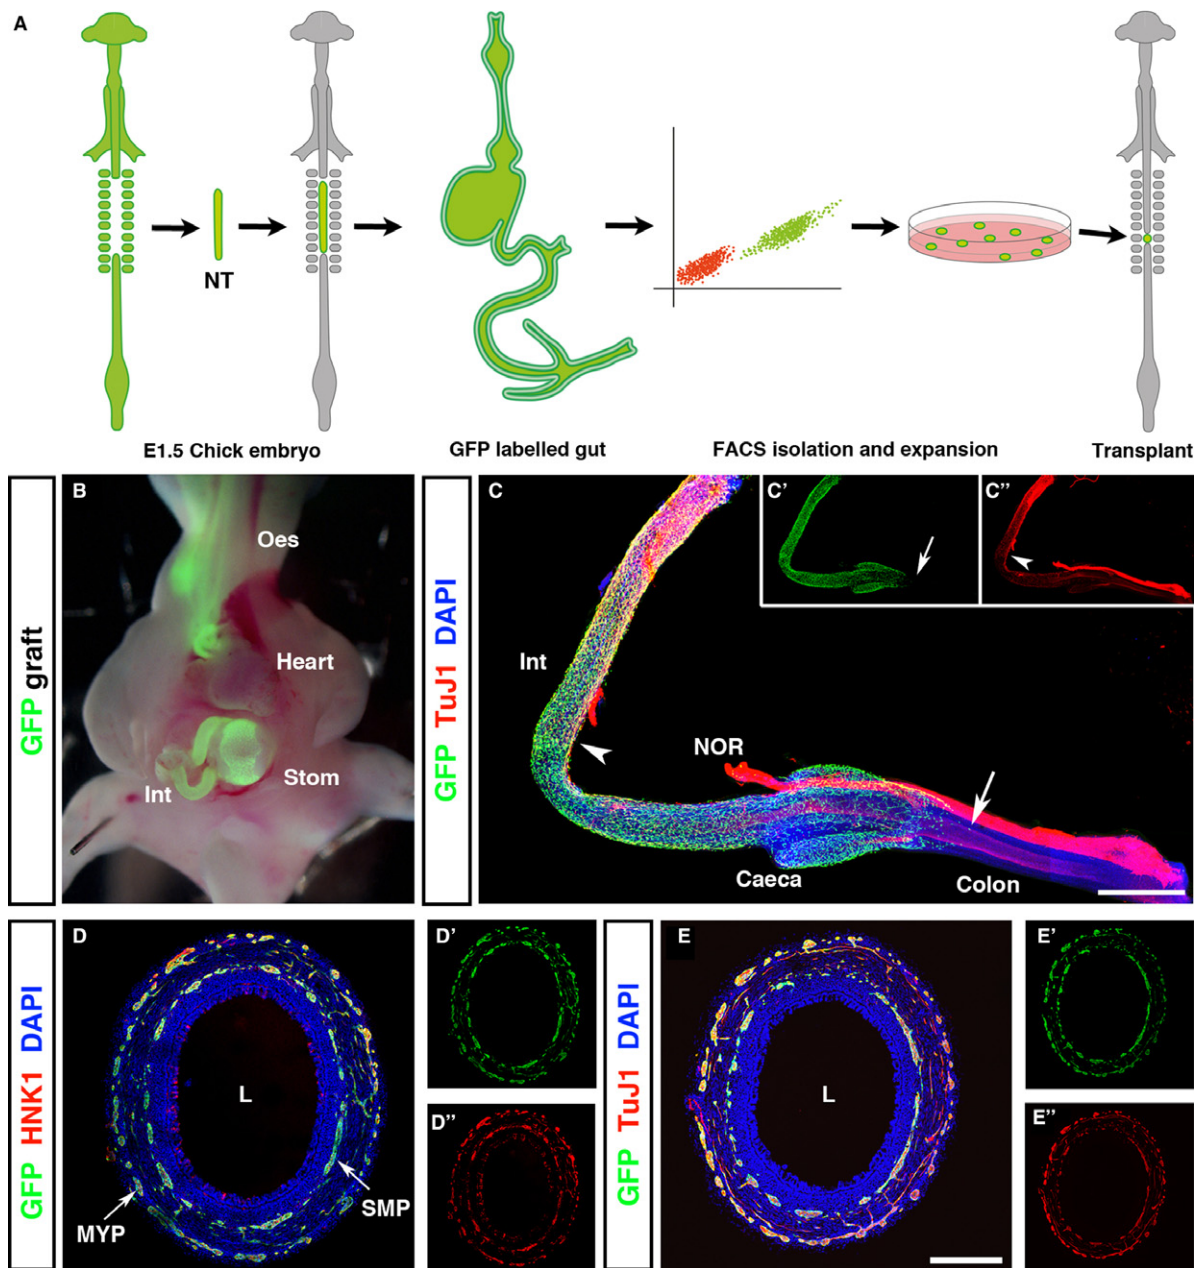 A
NT
E1.5 Chick embryo
GFP labelled gut
FACS isolation and expansion
Transplant
GFP graft
B
Oes
Heart
Stom
Int
GFP TuJ1 DAPI
C
C'
C''
Int
NOR
Caeca
Colon
GFP HNK1 DAPI
D
L
MYP
SMP
D'
D''
GFP TuJ1 DAPI
E
L
E'
E''